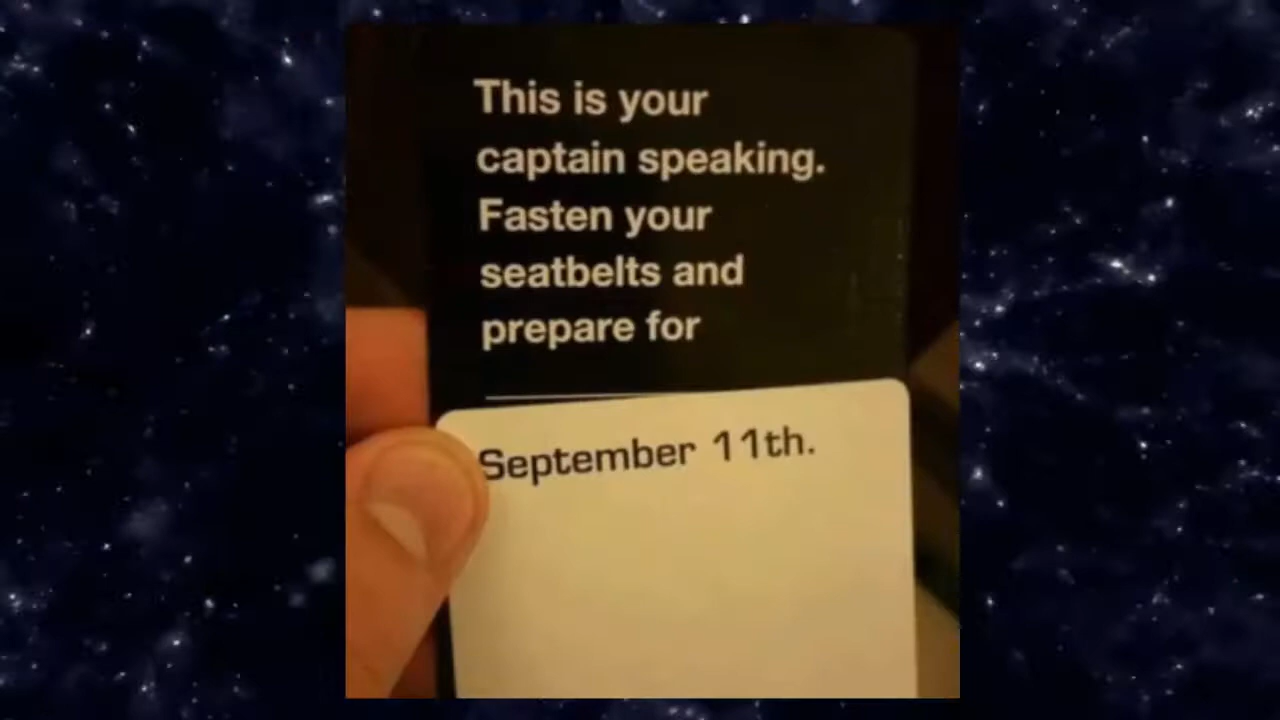 This is your
captain speaking.
Fasten your
seatbelts and
prepare for
September 11th.